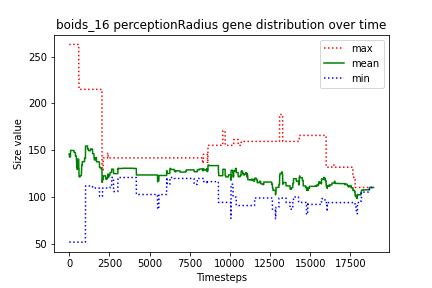 boids_16 perceptionRadius gene distribution over time
max
mean
min
Size value
250
200
150
100
50
0
2500
5000
7500
10000
12500
15000
17500
Timesteps